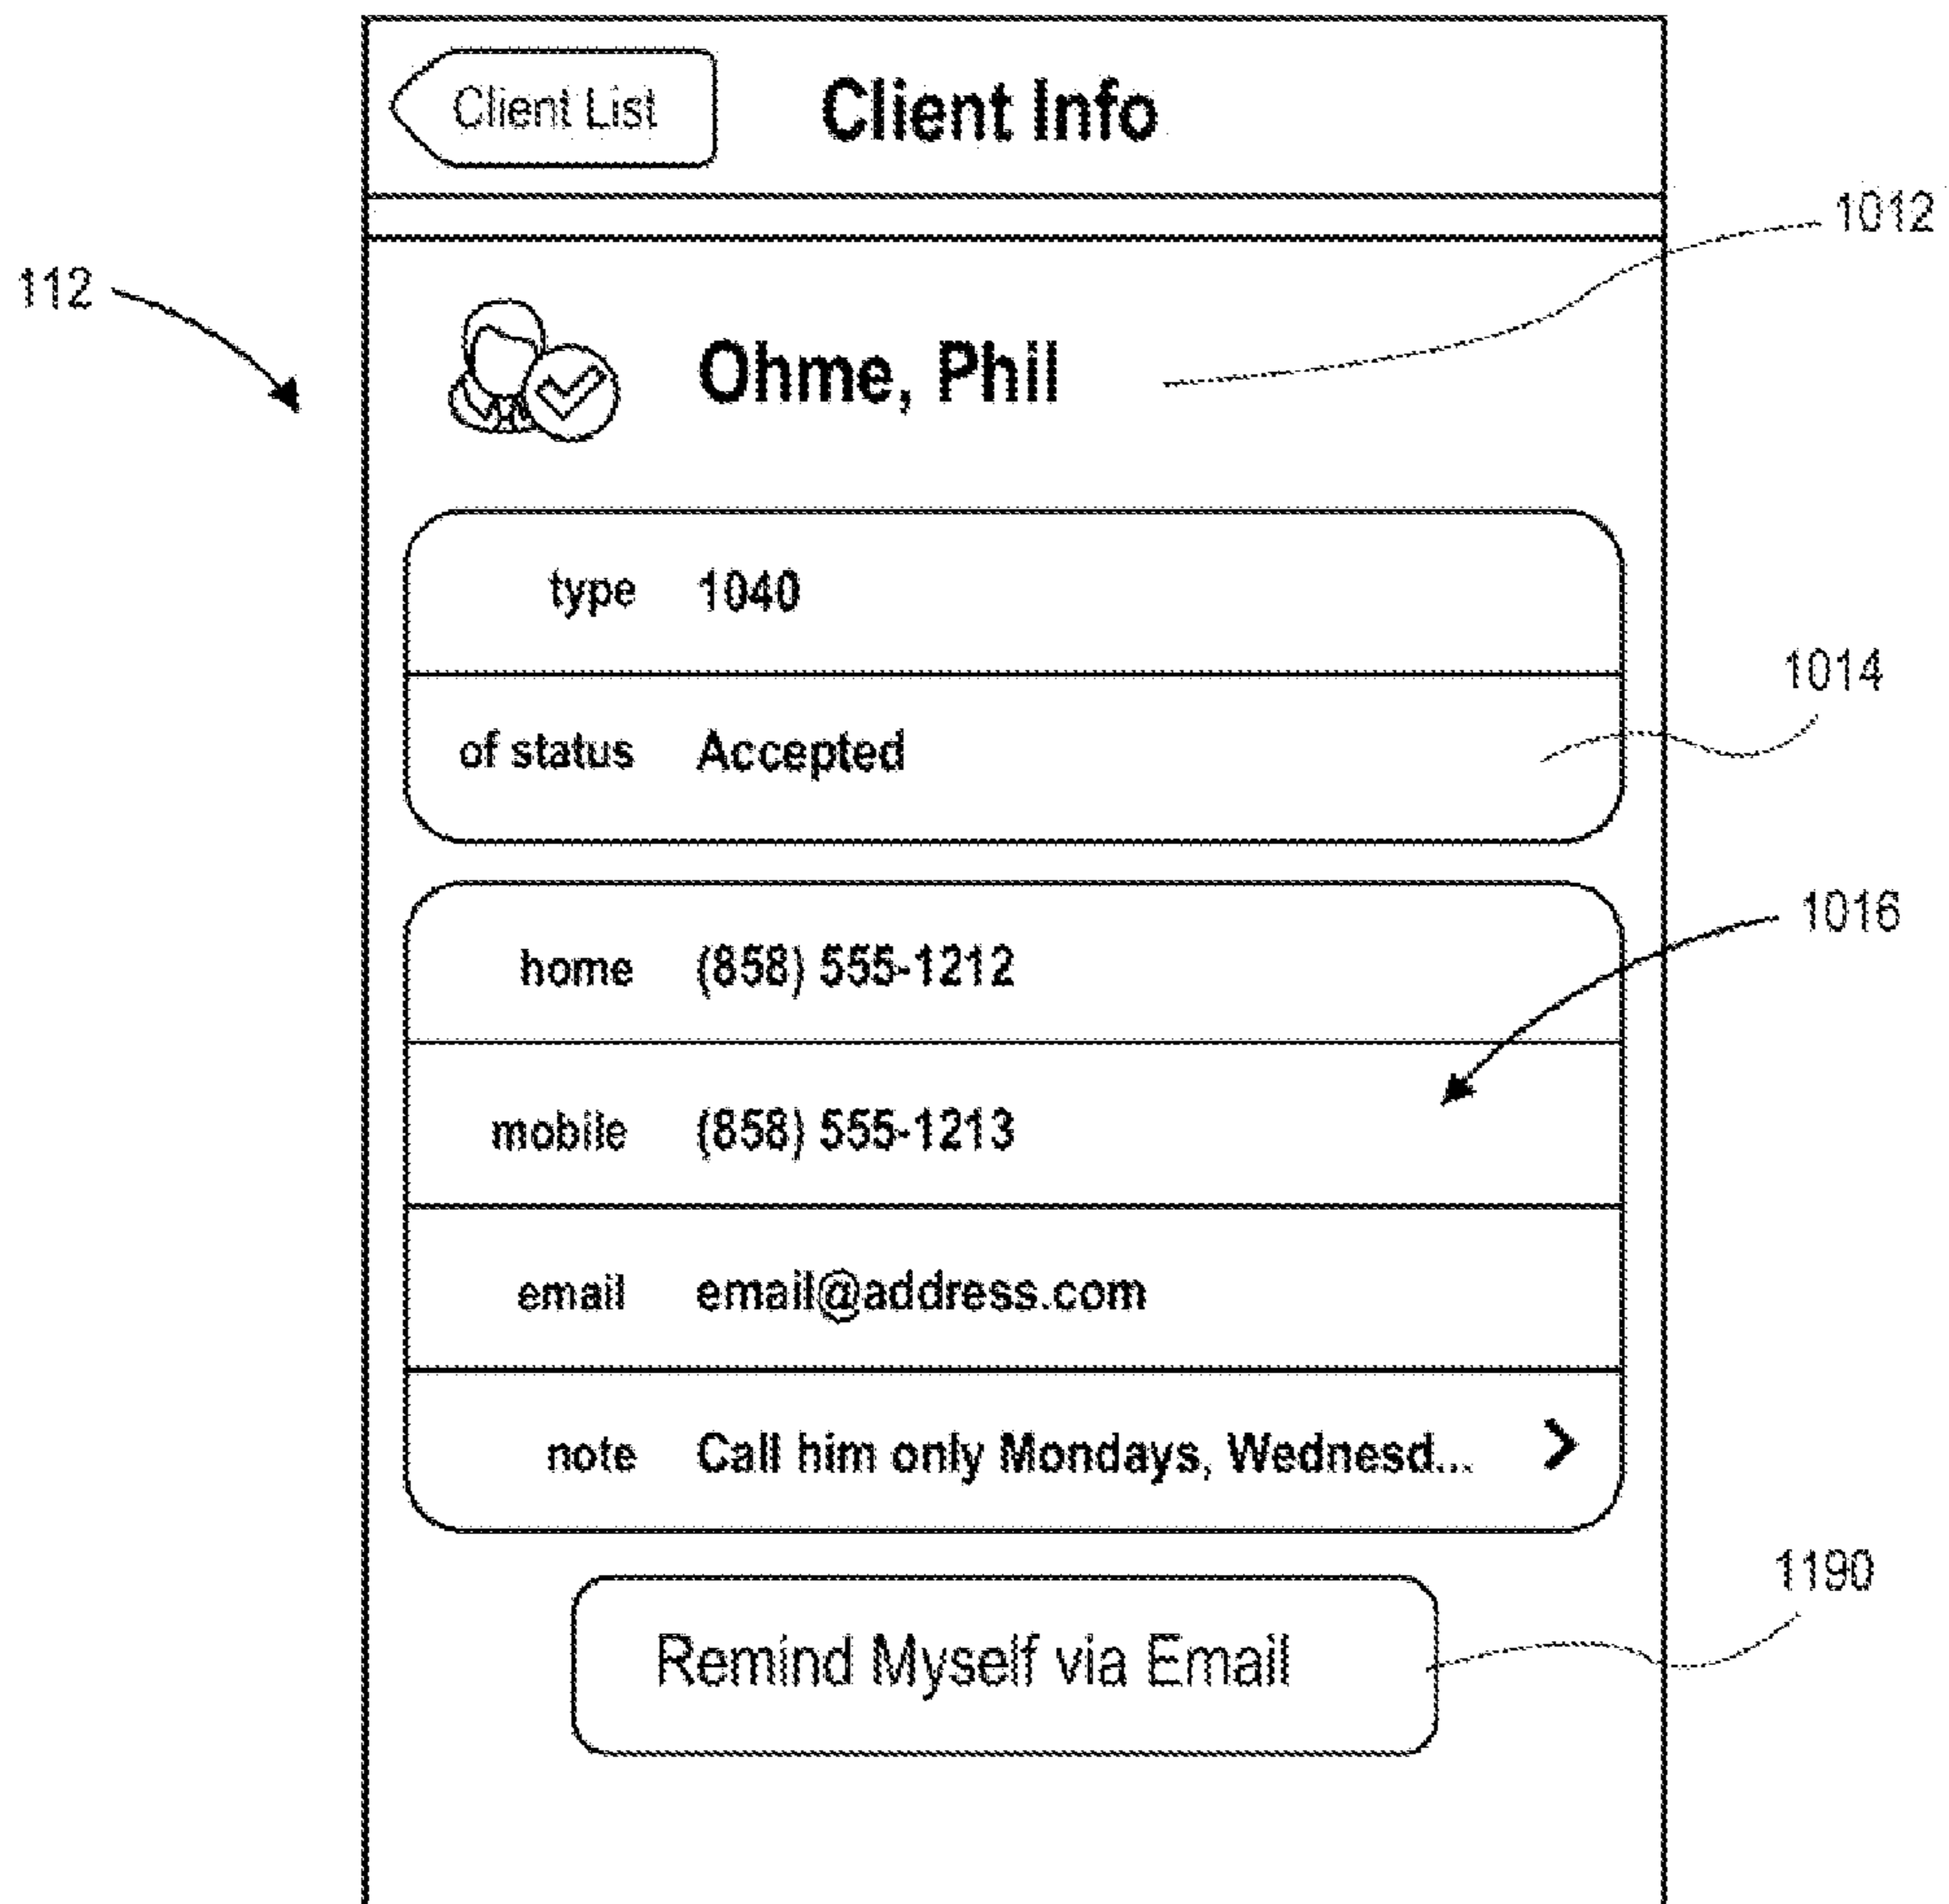 Client List Client Info
1012
112
Ohme, Phil
type 1040
1014
of status Accepted
1016
home (858) 555-1212
mobile (858) 555-1213
email email@address.com
note Call him only Mondays, Wednesd... >
1190
Remind Myself via Email